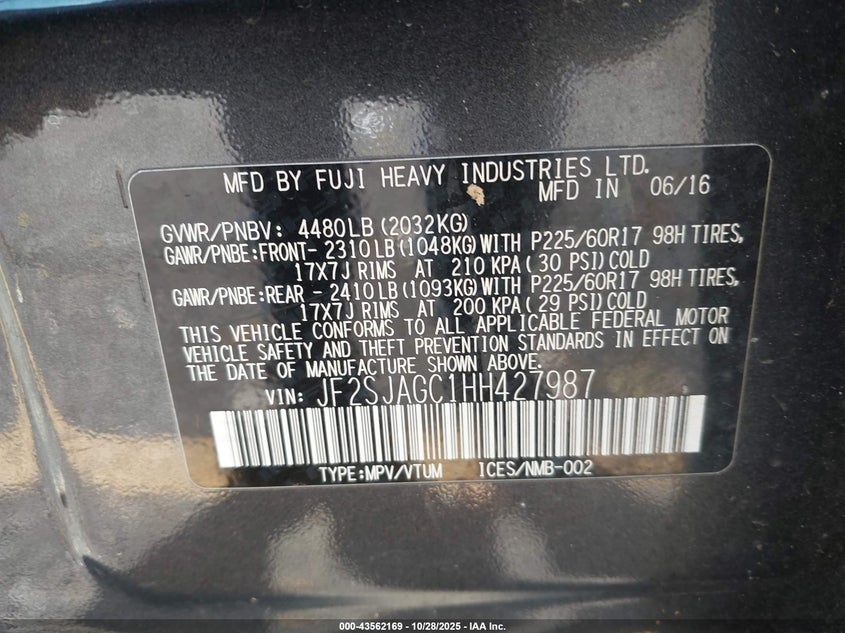 MFD BY FUJI HEAVY INDUSTRIES LTD.
MFD IN 06/16
GVWR/PNBV: 4480LB(2032KG)
GAWR/PNBE:FRONT- 2310LB(1048KG)WITH P225/60R17 98H TIRES,
17X7J RIMS AT 210 KPA(30 PSI)COLD
GAWR/PNBE:REAR - 2410LB(1093KG)WITH P225/60R17 98H TIRES,
17X7J RIMS AT 200 KPA(29 PSI)COLD
THIS VEHICLE CONFORMS TO ALL APPLICABLE FEDERAL MOTOR
VEHICLE SAFETY AND THEFT PREVENTION STANDARDS IN EFFECT ON
THE DATE OF MANUFACTURE SHOWN ABOVE.
VIN: JF2SJAGC1HH427987
TYPE:MPV/VTUM ICES/NMB-002
000-43562169 - 10/28/2025 - IAA Inc.